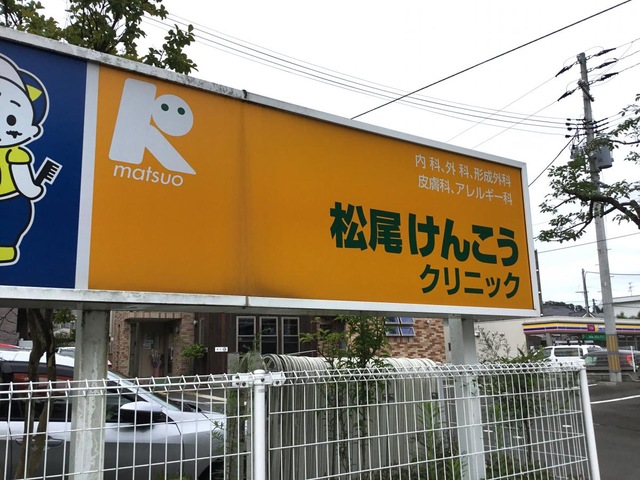 matsuo
内科、外科、形成外科
皮膚科、アレルギー科
松尾けんこう
クリニック